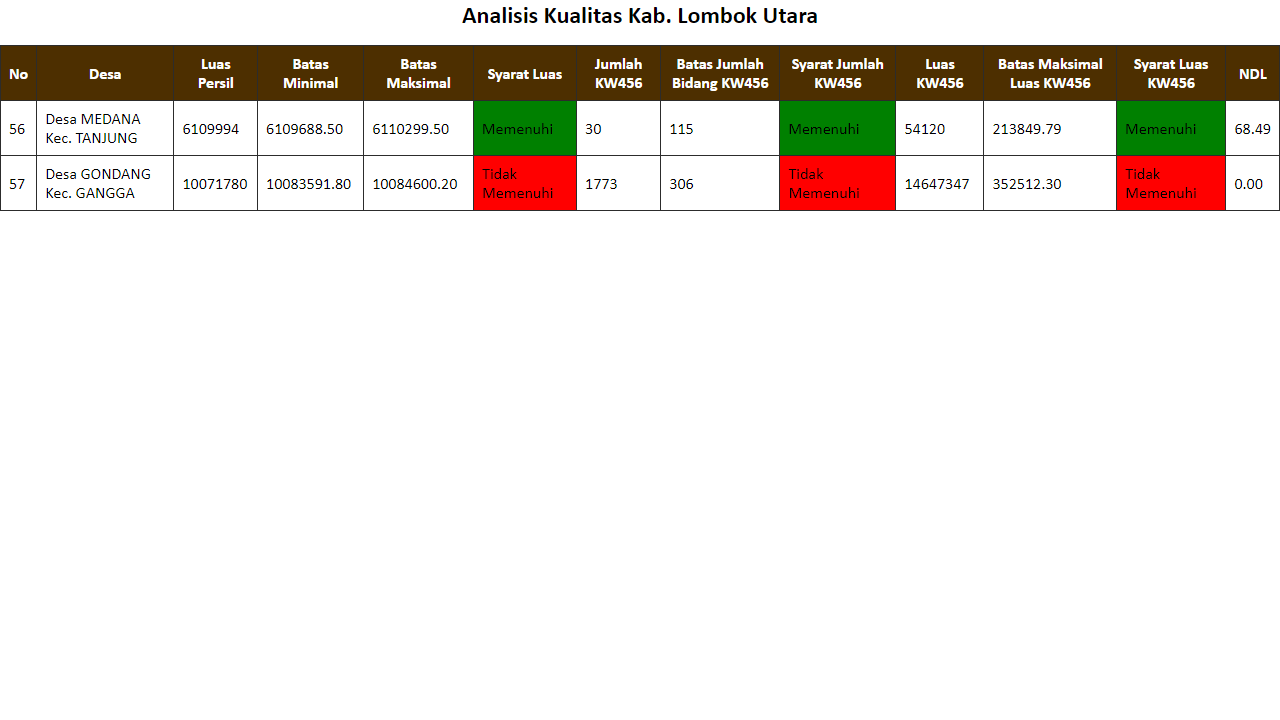 Analisis Kualitas Kab. Lombok Utara
No Desa Luas Persil Batas Minimal Batas Maksimal Syarat Luas Jumlah KW456 Batas Jumlah Bidang KW456 Syarat Jumlah KW456 Luas KW456 Batas Maksimal Luas KW456 Syarat Luas KW456 NDL
56 Desa MEDANA Kec. TANJUNG 6109994 6109688.50 6110299.50 Memenuhi 30 115 Memenuhi 54120 213849.79 Memenuhi 68.49
57 Desa GONDANG Kec. GANGGA 10071780 10083591.80 10084600.20 Tidak Memenuhi 1773 306 Tidak Memenuhi 14647347 352512.30 Tidak Memenuhi 0.00